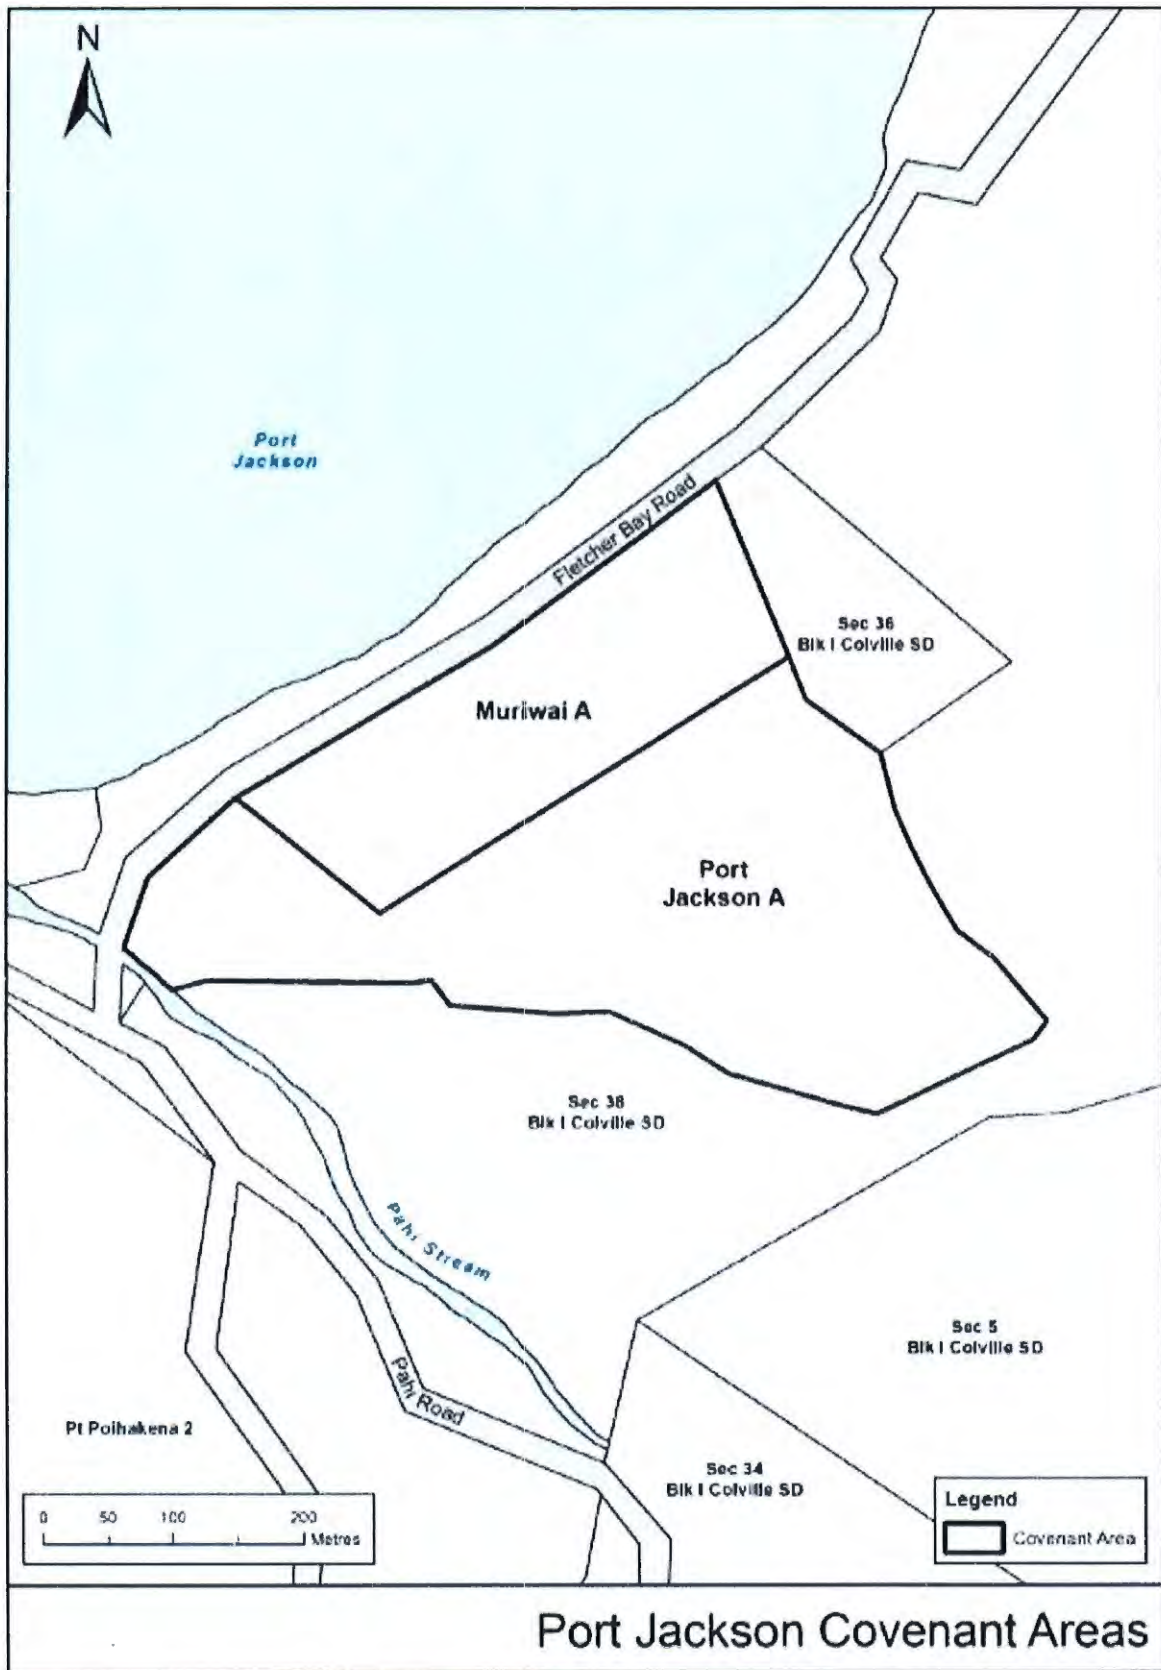 N
Port
Jackson
Fletcher Bay Road
Sec 36
Blk I Colville SD
Muriwai A
Port
Jackson A
Sec 38
Blk I Colville SD
Pahi Stream
Sec 5
Blk I Colville SD
Pahi Road
Pt Poihakena 2
Sec 34
Blk I Colville SD
0 50 100 200
Metres
Legend
Covenant Area
Port Jackson Covenant Areas